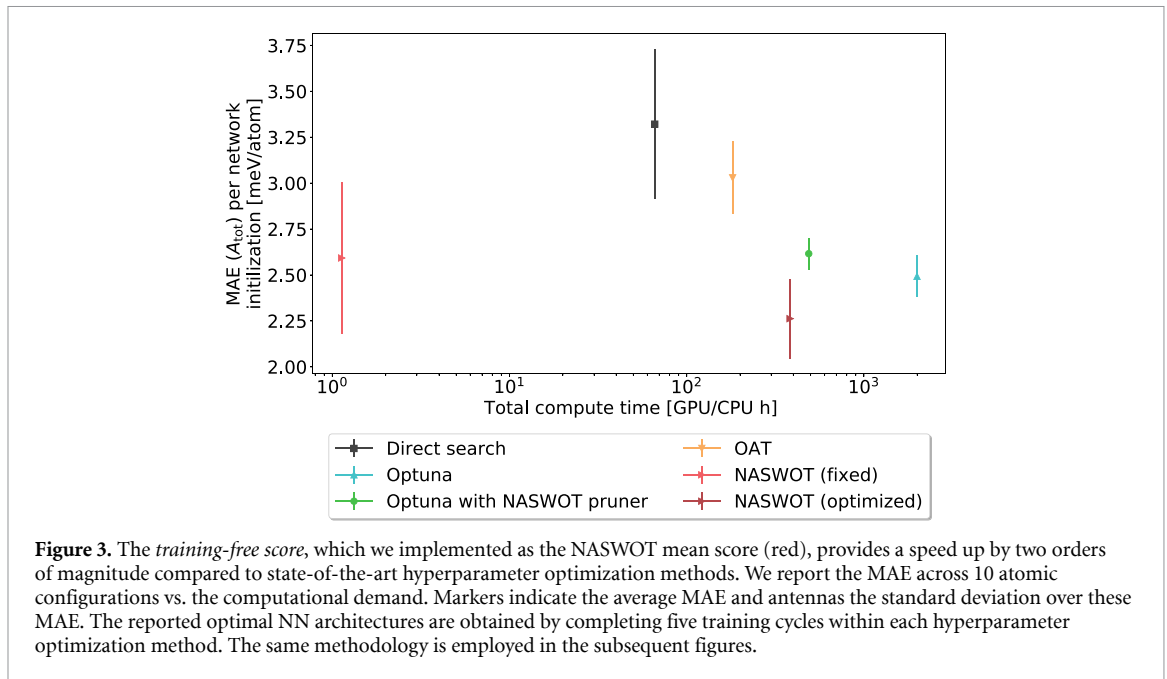 3.75
3.50
3.25
3.00
2.75
2.50
2.25
2.00
MAE (A_tot) per network
initilization [meV/atom]
10^0
10^1
10^2
10^3
Total compute time [GPU/CPU h]
Direct search
Optuna
Optuna with NASWOT pruner
OAT
NASWOT (fixed)
NASWOT (optimized)
Figure 3. The training-free score, which we implemented as the NASWOT mean score (red), provides a speed up by two orders
of magnitude compared to state-of-the-art hyperparameter optimization methods. We report the MAE across 10 atomic
configurations vs. the computational demand. Markers indicate the average MAE and antennas the standard deviation over these
MAE. The reported optimal NN architectures are obtained by completing five training cycles within each hyperparameter
optimization method. The same methodology is employed in the subsequent figures.